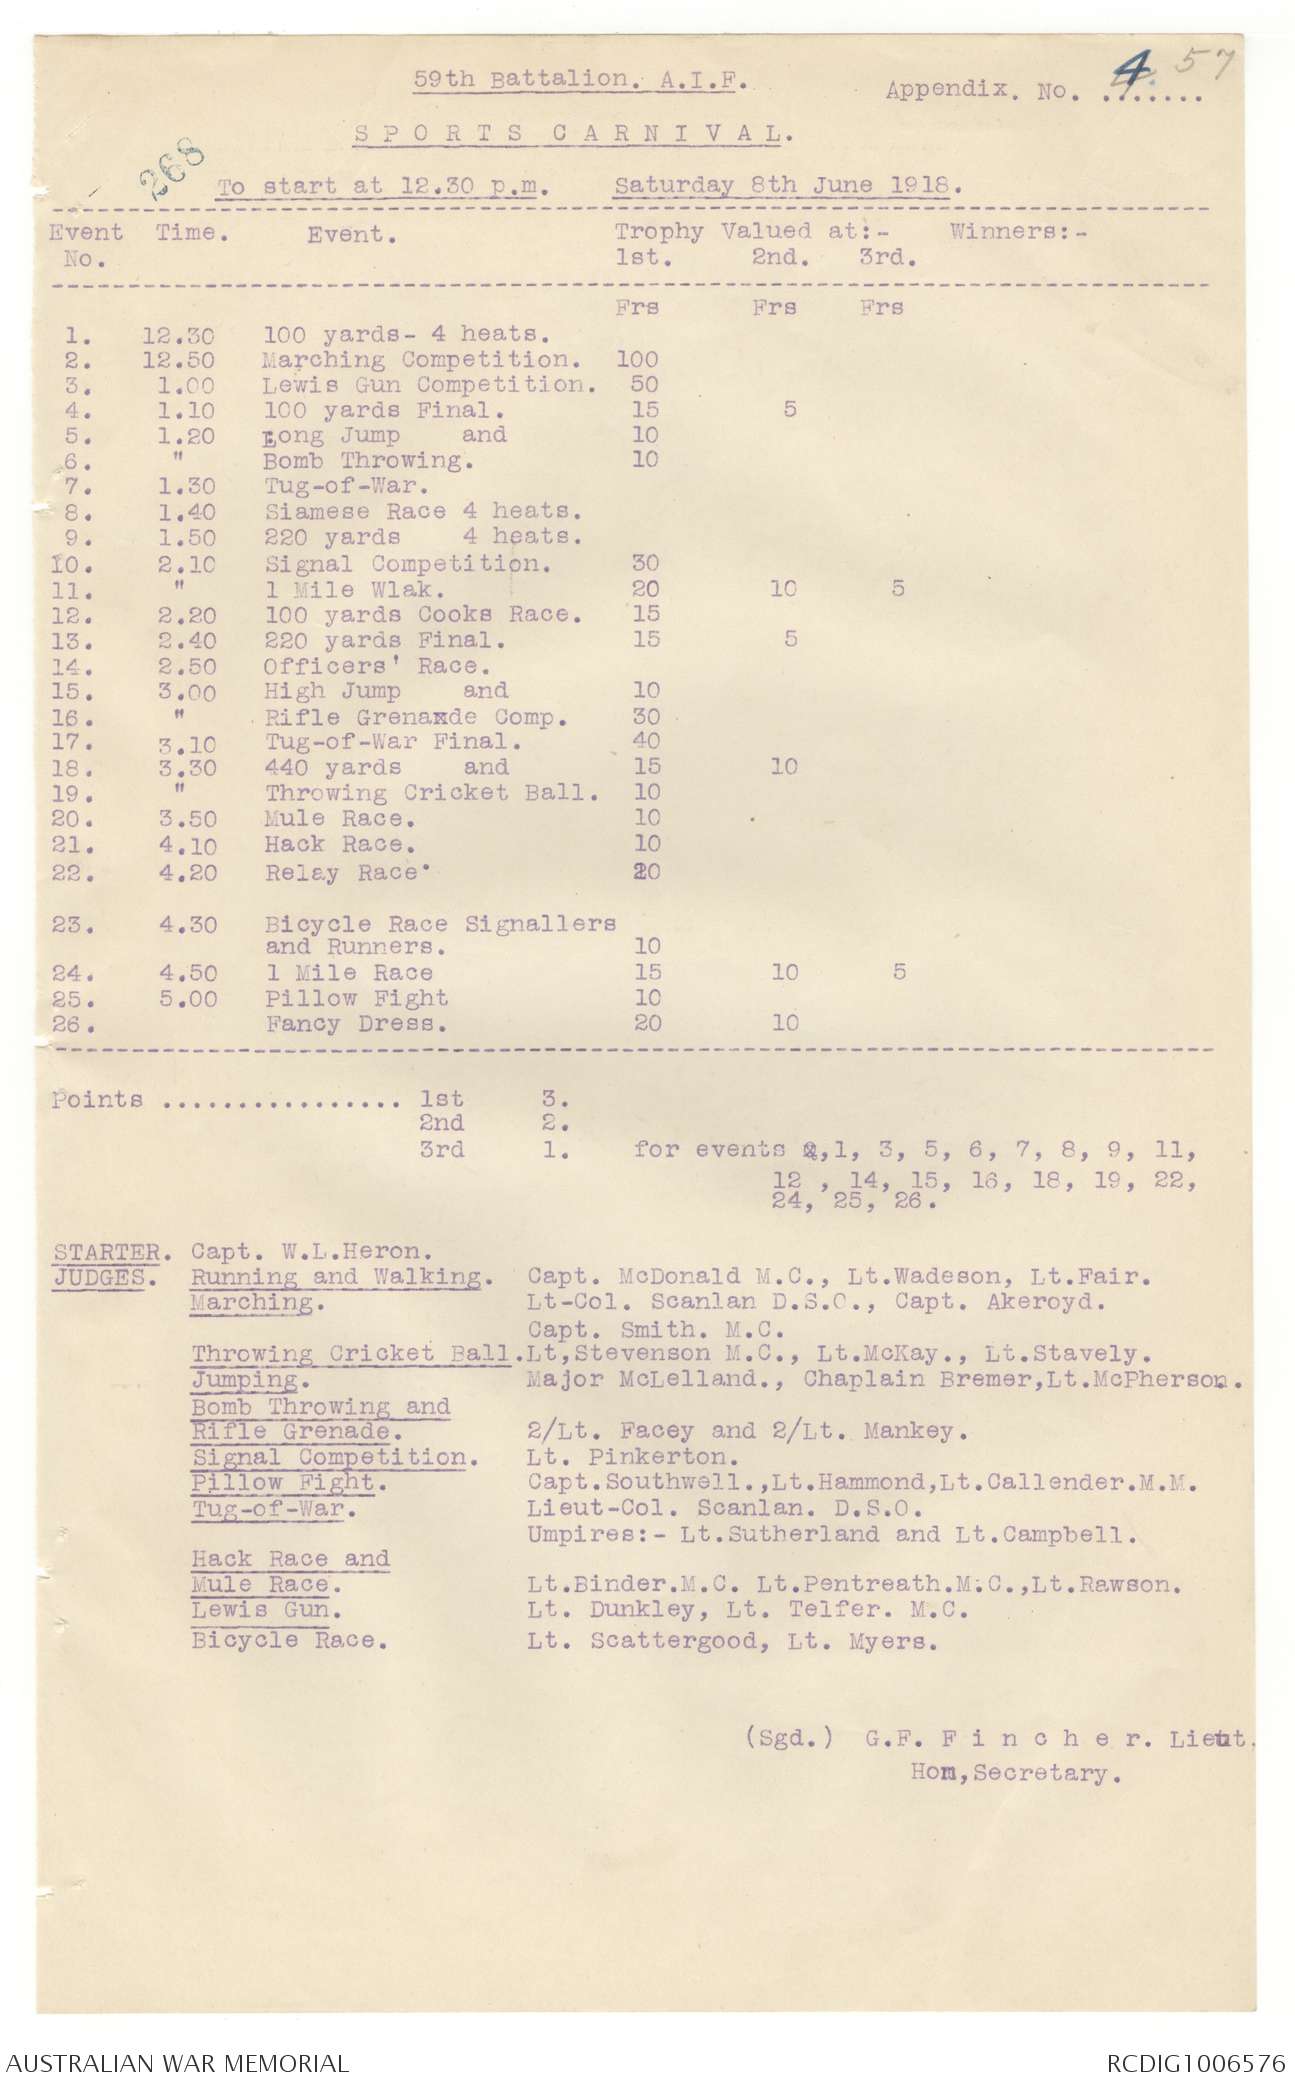 4 57
59th Battalion. A.I.F.
Appendix. No. .......
SPORTS CARNIVAL.
268
To start at 12.30 p.m. Saturday 8th June 1918.
Event Time. Event. Trophy Valued at:- Winners:-
No. 1st. 2nd. 3rd.
Frs Frs Frs
1. 12.30 100 yards- 4 heats.
2. 12.50 Marching Competition. 100
3. 1.00 Lewis Gun Competition. 50
4. 1.10 100 yards Final. 15 5
5. 1.20 Long Jump and 10
6. " Bomb Throwing. 10
7. 1.30 Tug-of-War.
8. 1.40 Siamese Race 4 heats.
9. 1.50 220 yards 4 heats.
10. 2.10 Signal Competition. 30
11. " 1 Mile Wlak. 20 10 5
12. 2.20 100 yards Cooks Race. 15
13. 2.40 220 yards Final. 15 5
14. 2.50 Officers' Race.
15. 3.00 High Jump and 10
16. " Rifle Grenaxde Comp. 30
17. 3.10 Tug-of-War Final. 40
18. 3.30 440 yards and 15 10
19. " Throwing Cricket Ball. 10
20. 3.50 Mule Race. 10
21. 4.10 Hack Race. 10
22. 4.20 Relay Race. 20
23. 4.30 Bicycle Race Signallers
and Runners. 10
24. 4.50 1 Mile Race 15 10 5
25. 5.00 Pillow Fight 10
26. Fancy Dress. 20 10
Points ................ 1st 3.
2nd 2.
3rd 1. for events 2,1, 3, 5, 6, 7, 8, 9, 11,
12 , 14, 15, 16, 18, 19, 22,
24, 25, 26.
STARTER. Capt. W.L.Heron.
JUDGES. Running and Walking. Capt. McDonald M.C., Lt.Wadeson, Lt.Fair.
Marching. Lt-Col. Scanlan D.S.O., Capt. Akeroyd.
Capt. Smith. M.C.
Throwing Cricket Ball. Lt,Stevenson M.C., Lt.McKay., Lt.Stavely.
Jumping. Major McLelland., Chaplain Bremer,Lt.McPherson.
Bomb Throwing and
Rifle Grenade. 2/Lt. Facey and 2/Lt. Mankey.
Signal Competition. Lt. Pinkerton.
Pillow Fight. Capt.Southwell.,Lt.Hammond,Lt.Callender.M.M.
Tug-of-War. Lieut-Col. Scanlan. D.S.O.
Umpires:- Lt.Sutherland and Lt.Campbell.
Hack Race and
Mule Race. Lt.Binder.M.C. Lt.Pentreath.M.C.,Lt.Rawson.
Lewis Gun. Lt. Dunkley, Lt. Telfer. M.C.
Bicycle Race. Lt. Scattergood, Lt. Myers.
(Sgd.) G.F. Fincher. Lieut.
Hon,Secretary.
AUSTRALIAN WAR MEMORIAL RCDIG1006576